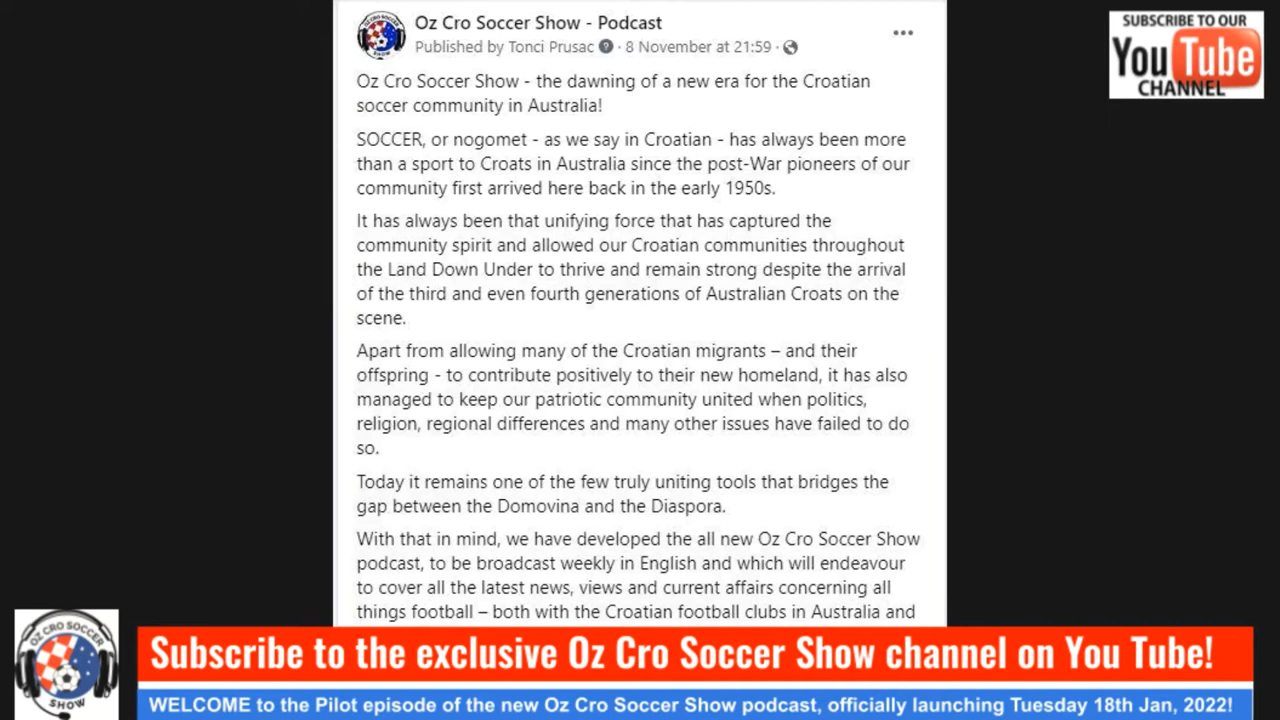 Oz Cro Soccer Show - Podcast
Published by Tonci Prusac · 8 November at 21:59 ·
SUBSCRIBE TO OUR
YouTube
CHANNEL
Oz Cro Soccer Show - the dawning of a new era for the Croatian
soccer community in Australia!
SOCCER, or nogomet - as we say in Croatian - has always been more
than a sport to Croats in Australia since the post-War pioneers of our
community first arrived here back in the early 1950s.
It has always been that unifying force that has captured the
community spirit and allowed our Croatian communities throughout
the Land Down Under to thrive and remain strong despite the arrival
of the third and even fourth generations of Australian Croats on the
scene.
Apart from allowing many of the Croatian migrants – and their
offspring - to contribute positively to their new homeland, it has also
managed to keep our patriotic community united when politics,
religion, regional differences and many other issues have failed to do
so.
Today it remains one of the few truly uniting tools that bridges the
gap between the Domovina and the Diaspora.
With that in mind, we have developed the all new Oz Cro Soccer Show
podcast, to be broadcast weekly in English and which will endeavour
to cover all the latest news, views and current affairs concerning all
things football – both with the Croatian football clubs in Australia and
OZ CRO SOCCER
SHOW
Subscribe to the exclusive Oz Cro Soccer Show channel on You Tube!
WELCOME to the Pilot episode of the new Oz Cro Soccer Show podcast, officially launching Tuesday 18th Jan, 2022!